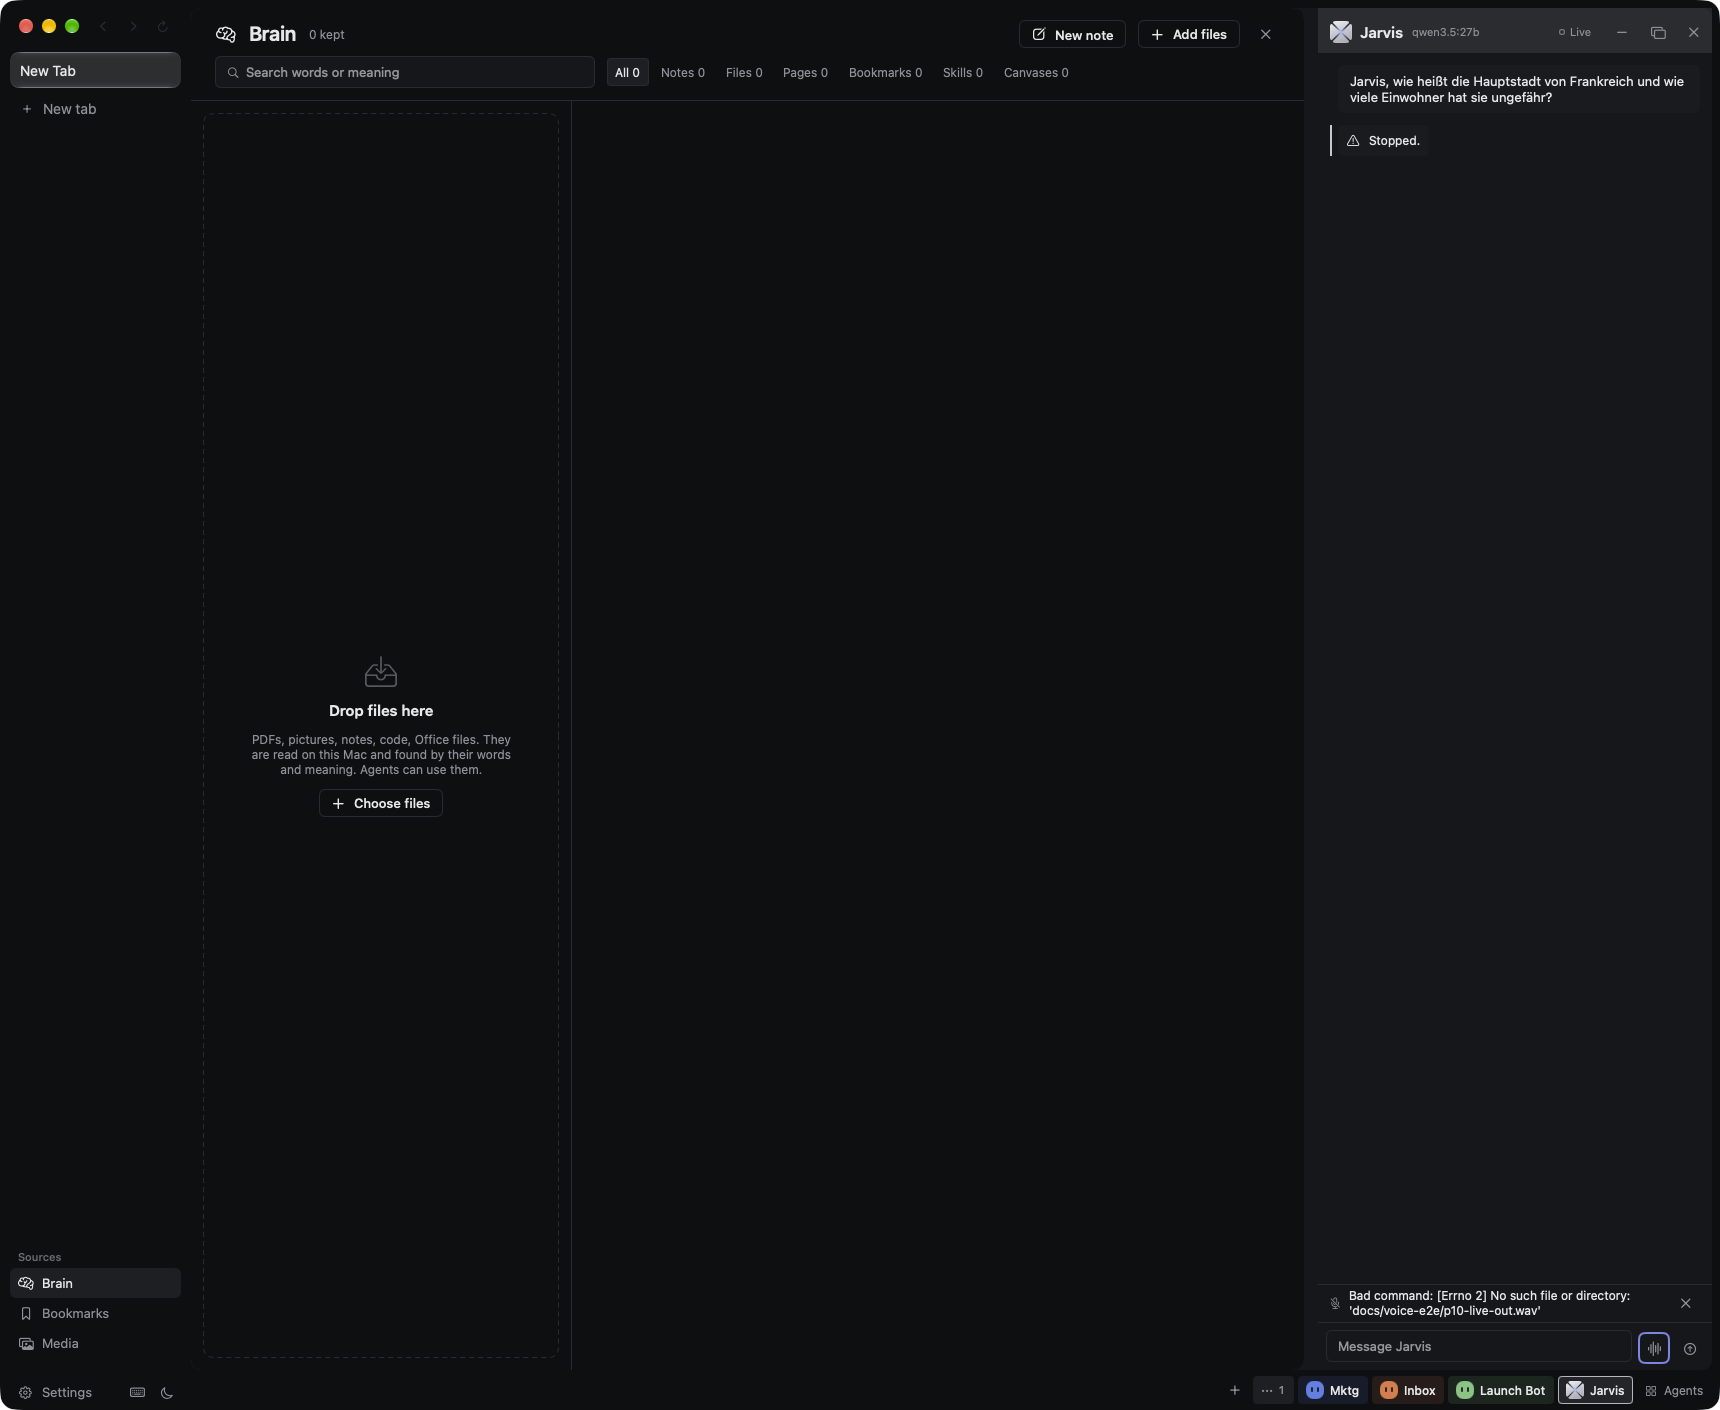 New Tab
New tab
Brain
0 kept
New note
Add files
Search words or meaning
All 0
Notes 0
Files 0
Pages 0
Bookmarks 0
Skills 0
Canvases 0
Drop files here
PDFs, pictures, notes, code, Office files. They
are read on this Mac and found by their words
and meaning. Agents can use them.
Choose files
Sources
Brain
Bookmarks
Media
Settings
Jarvis
qwen3.5:27b
Live
Jarvis, wie heißt die Hauptstadt von Frankreich und wie
viele Einwohner hat sie ungefähr?
Stopped.
Bad command: [Errno 2] No such file or directory:
'docs/voice-e2e/p10-live-out.wav'
Message Jarvis
1
Mktg
Inbox
Launch Bot
Jarvis
Agents